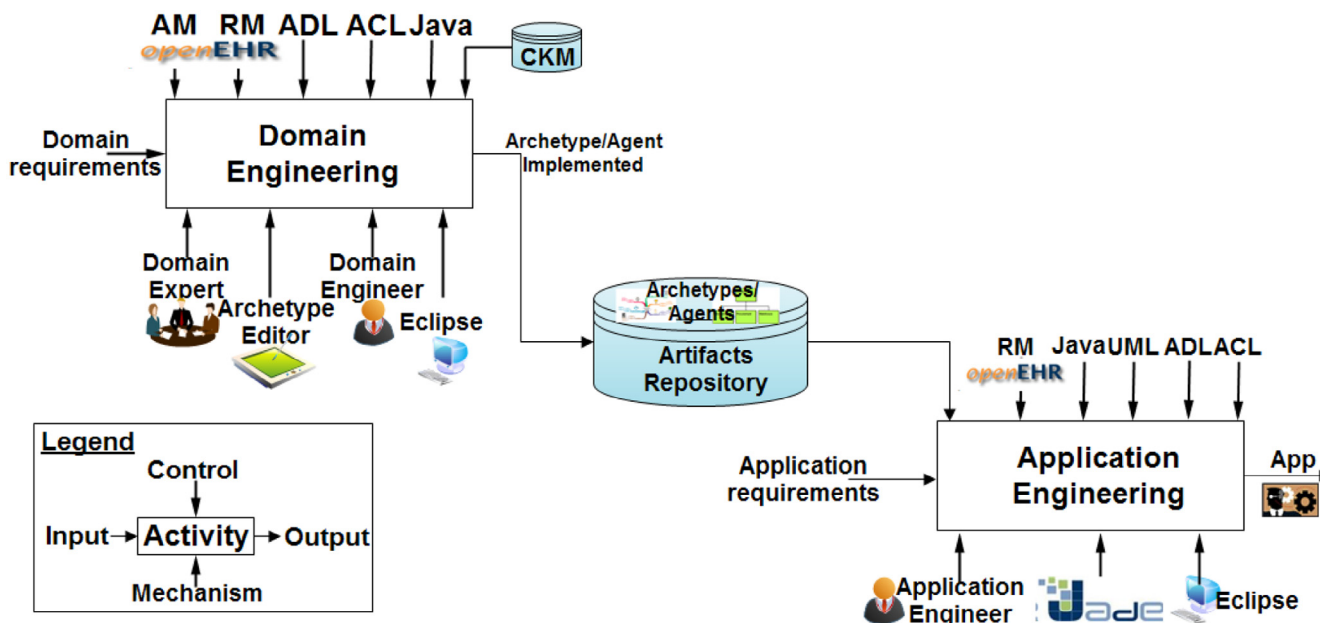 AM RM ADL ACL Java
openEHR
CKM
Domain
requirements
Domain
Engineering
Archetype/Agent
Implemented
Domain
Expert
Archetype
Editor
Domain
Engineer
Eclipse
Archetypes/
Agents
Artifacts
Repository
RM Java UML ADL ACL
openEHR
Application
requirements
Application
Engineering
App
Application
Engineer
Jade
Eclipse
Legend
Control
Input
Activity
Output
Mechanism